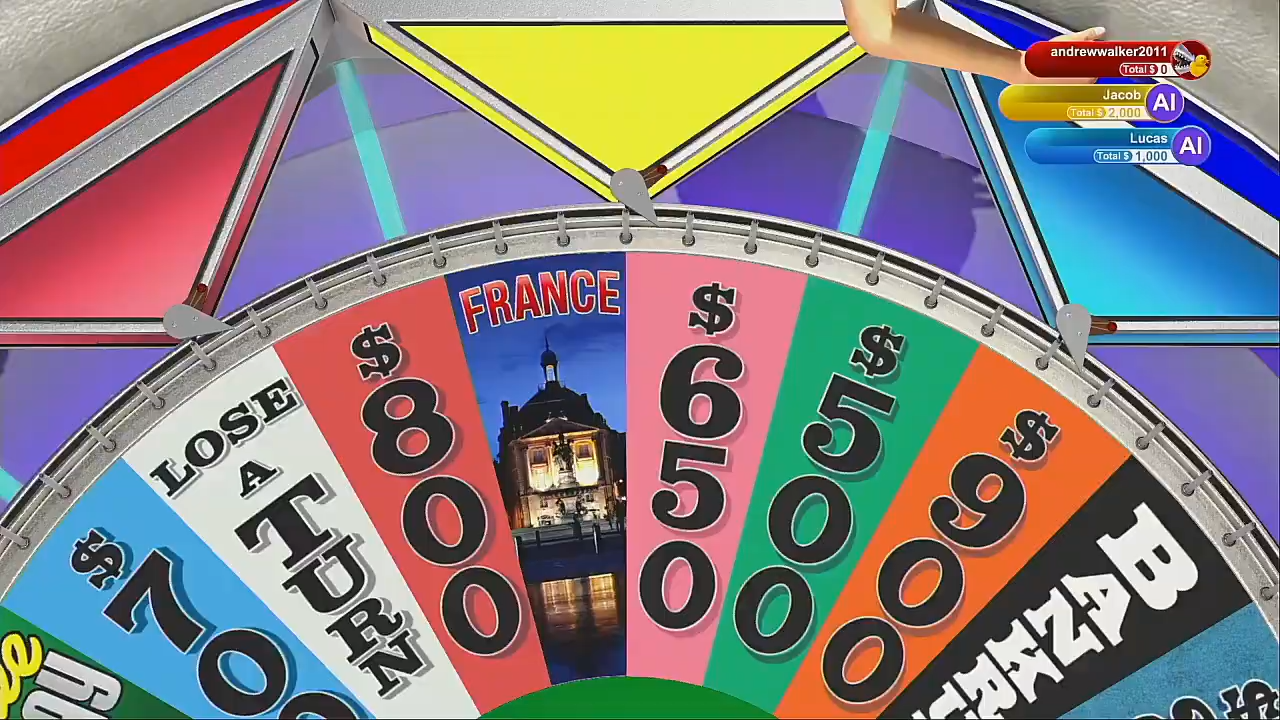 andrewwalker2011
Total $ 0
Jacob
AI
Total $ 2,000
Lucas
AI
Total $ 1,000
$700
LOSE
A
TURN
$800
FRANCE
$650
$500
$900
BANKR
$